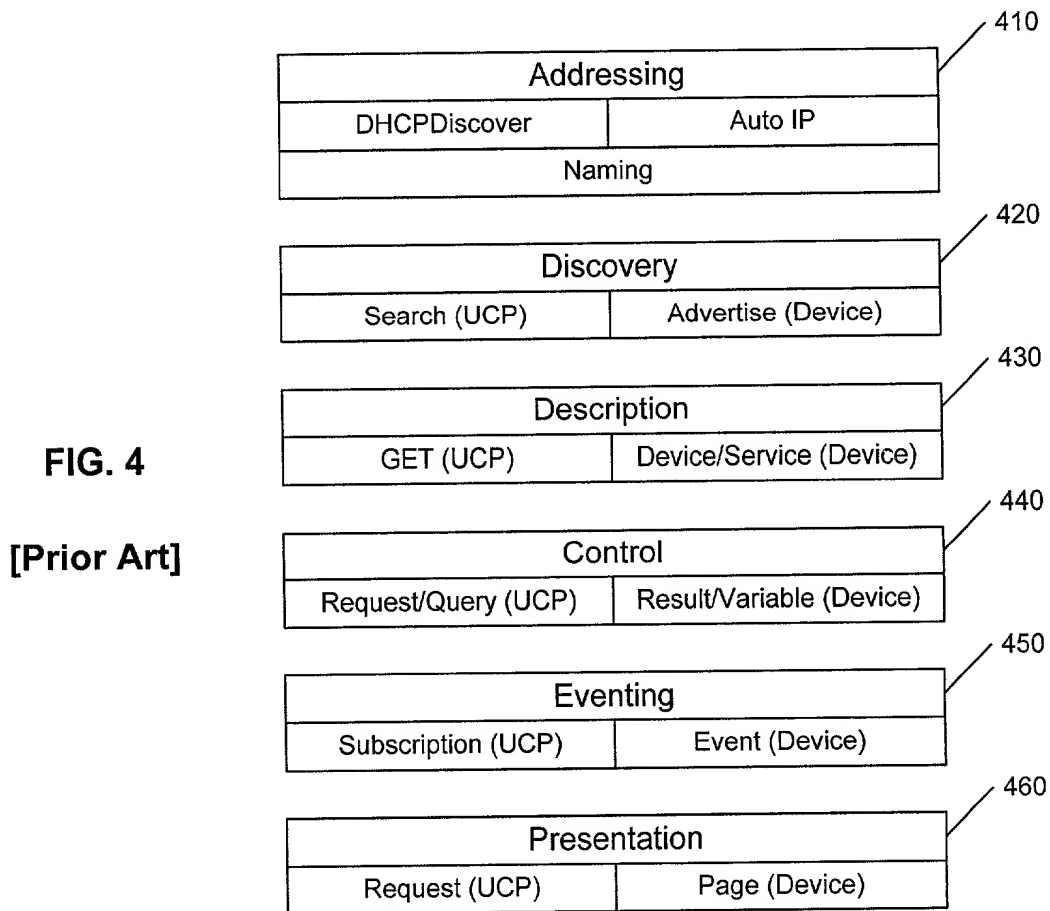 410
Addressing
DHCPDiscover Auto IP
Naming
420
Discovery
Search (UCP) Advertise (Device)
430
Description
GET (UCP) Device/Service (Device)
FIG. 4
[Prior Art]
440
Control
Request/Query (UCP) Result/Variable (Device)
450
Eventing
Subscription (UCP) Event (Device)
460
Presentation
Request (UCP) Page (Device)